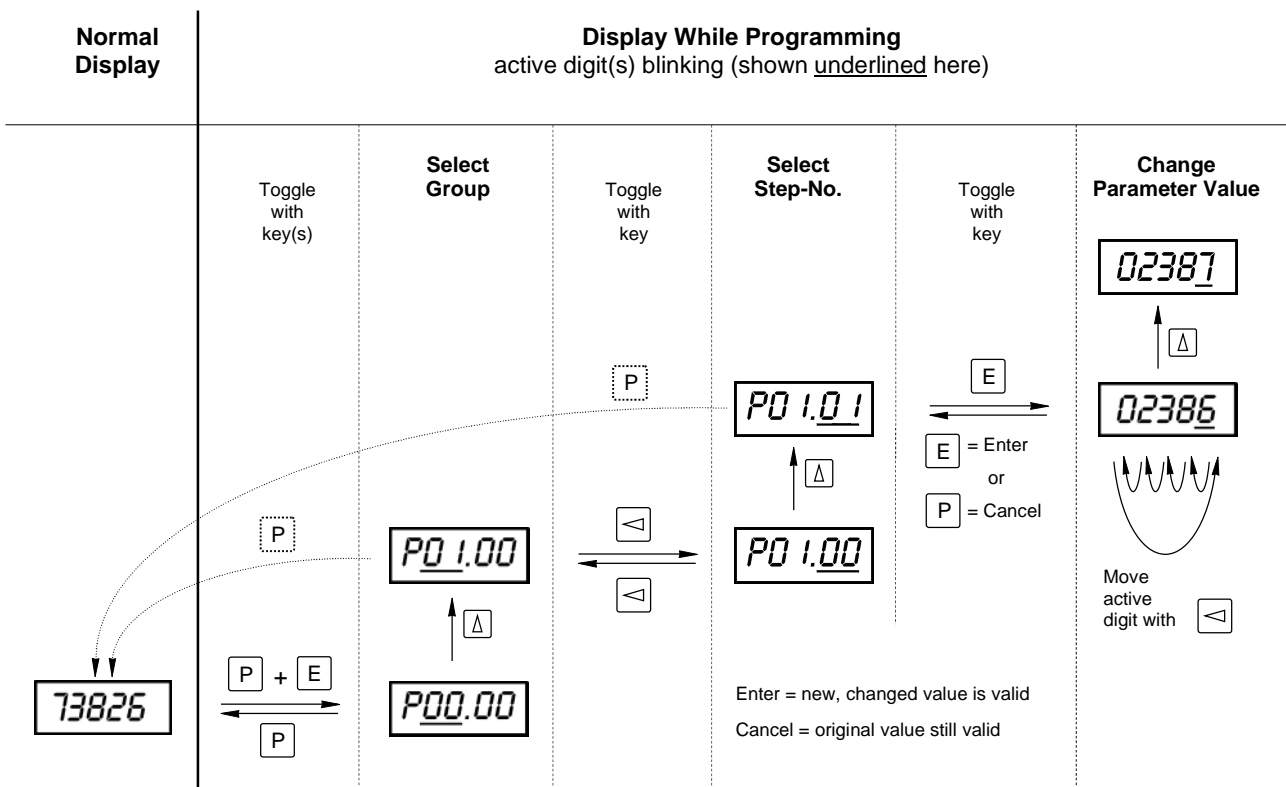 Normal
Display
Display While Programming
active digit(s) blinking (shown underlined here)
Toggle
with
key(s)
Select
Group
Toggle
with
key
Select
Step-No.
Toggle
with
key
Change
Parameter Value
02387
Δ
P
P01.01
E
02386
E = Enter
or
P = Cancel
Δ
P
P01.00
P01.00
Move
active
digit with
Δ
P + E
73826
P00.00
P
Enter = new, changed value is valid
Cancel = original value still valid